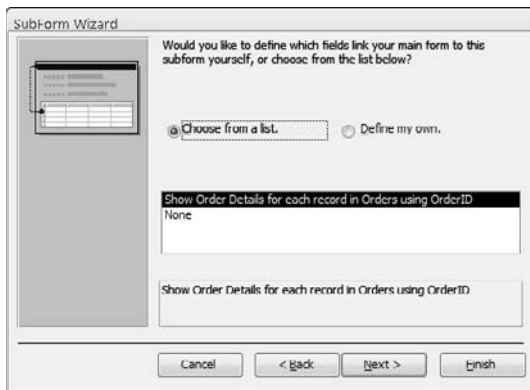 SubForm Wizard
Would you like to define which fields link your main form to this
subform yourself, or choose from the list below?
Choose from a list. Define my own.
Show Order Details for each record in Orders using OrderID
None
Show Order Details for each record in Orders using OrderID
Cancel < Back Next > Finish